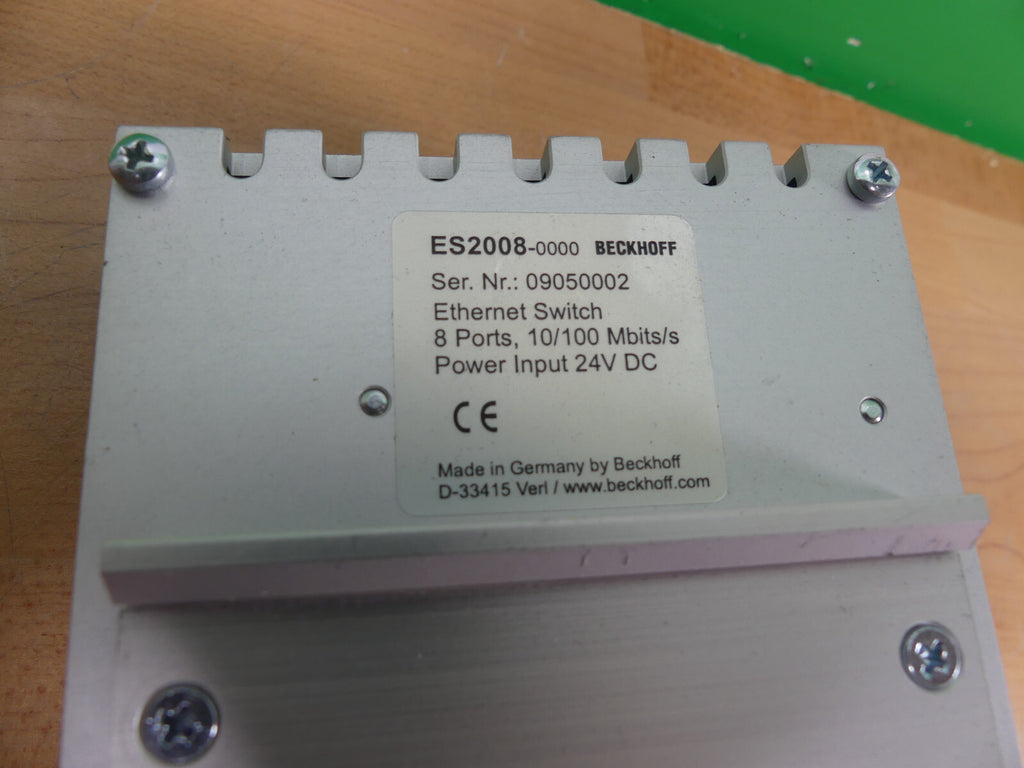 ES2008-0000 BECKHOFF
Ser. Nr.: 09050002
Ethernet Switch
8 Ports, 10/100 Mbits/s
Power Input 24V DC
CE
Made in Germany by Beckhoff
D-33415 Verl / www.beckhoff.com